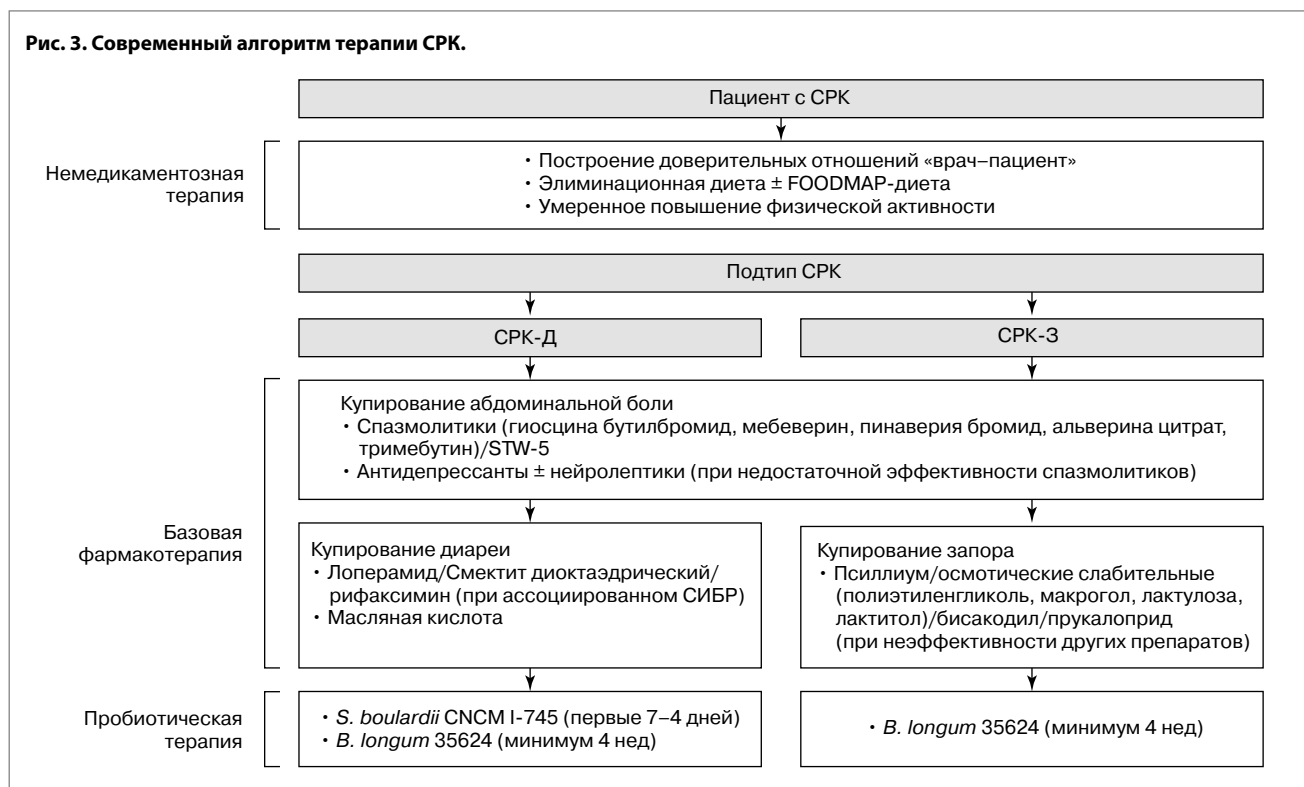 Рис. 3. Современный алгоритм терапии СРК.
Пациент с СРК
Немедикаментозная
терапия
• Построение доверительных отношений «врач–пациент»
• Элиминационная диета ± FOODMAP-диета
• Умеренное повышение физической активности
Подтип СРК
СРК-Д
СРК-З
Базовая
фармакотерапия
Купирование абдоминальной боли
• Спазмолитики (гиосцина бутилбромид, мебеверин, пинаверия бромид, альверина цитрат,
тримебутин)/STW-5
• Антидепрессанты ± нейролептики (при недостаточной эффективности спазмолитиков)
Купирование диареи
• Лоперамид/Смектит диоктаэдрический/
рифаксимин (при ассоциированном СИБР)
• Масляная кислота
Купирование запора
• Псиллиум/осмотические слабительные
(полиэтиленгликоль, макрогол, лактулоза,
лактитол)/бисакодил/прукалоприд
(при неэффективности других препаратов)
Пробиотическая
терапия
• S. boulardii CNCM I-745 (первые 7–4 дней)
• B. longum 35624 (минимум 4 нед)
• B. longum 35624 (минимум 4 нед)